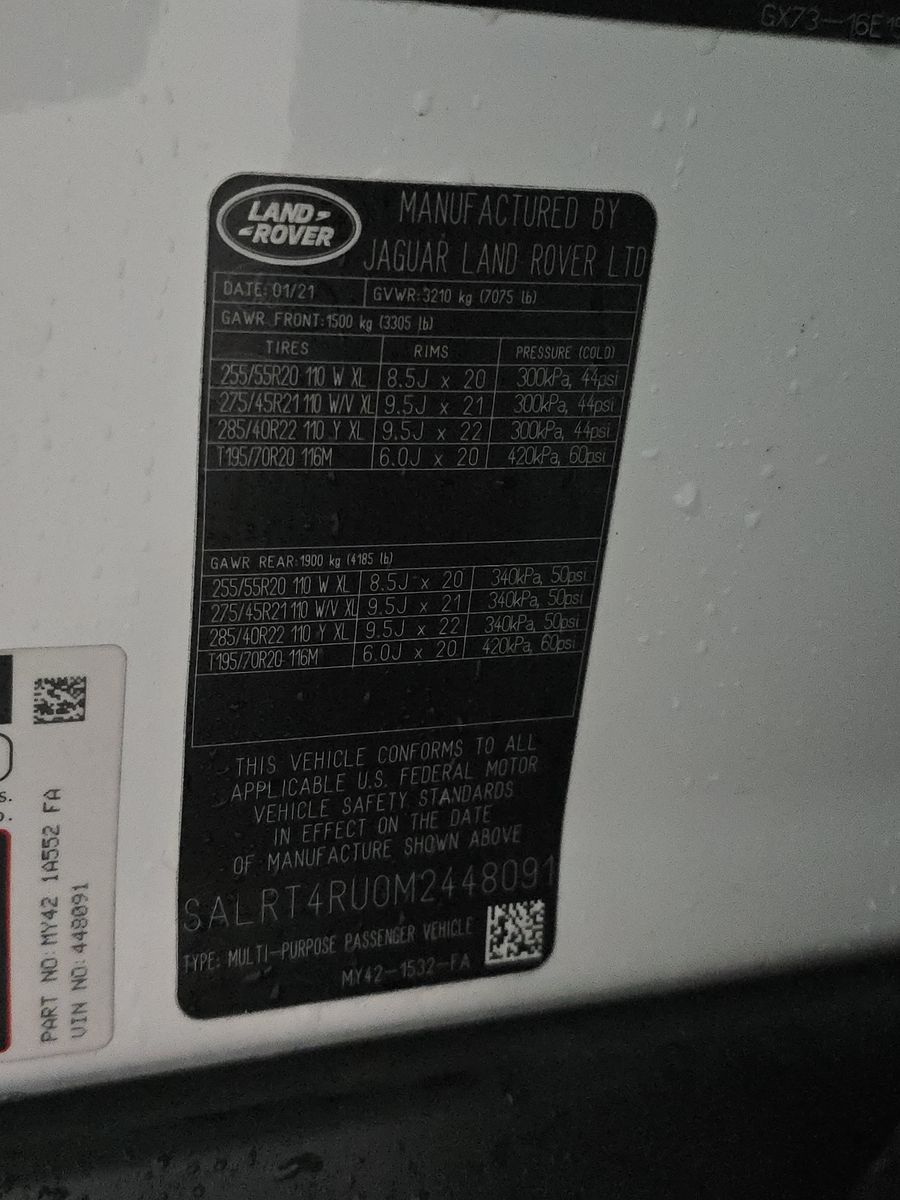 GX73-16E19
LAND-
-ROVER
MANUFACTURED BY
JAGUAR LAND ROVER LTD
DATE: 01/21 GVWR: 3210 kg (7075 lb)
GAWR FRONT: 1500 kg (3305 lb)
TIRES RIMS PRESSURE (COLD)
255/55R20 110 W XL 8.5J x 20 300kPa, 44psi
275/45R21 110 W/V XL 9.5J x 21 300kPa, 44psi
285/40R22 110 Y XL 9.5J x 22 300kPa, 44psi
T195/70R20 116M 6.0J x 20 420kPa, 60psi
GAWR REAR: 1900 kg (4185 lb)
255/55R20 110 W XL 8.5J x 20 340kPa, 50psi
275/45R21 110 W/V XL 9.5J x 21 340kPa, 50psi
285/40R22 110 Y XL 9.5J x 22 340kPa, 50psi
T195/70R20 116M 6.0J x 20 420kPa, 60psi
THIS VEHICLE CONFORMS TO ALL
APPLICABLE U.S. FEDERAL MOTOR
VEHICLE SAFETY STANDARDS
IN EFFECT ON THE DATE
OF MANUFACTURE SHOWN ABOVE
SALRT4RU0M2448091
TYPE: MULTI-PURPOSE PASSENGER VEHICLE
MY42-1532-FA
PART NO: MY42 1A552 FA
VIN NO: 448091